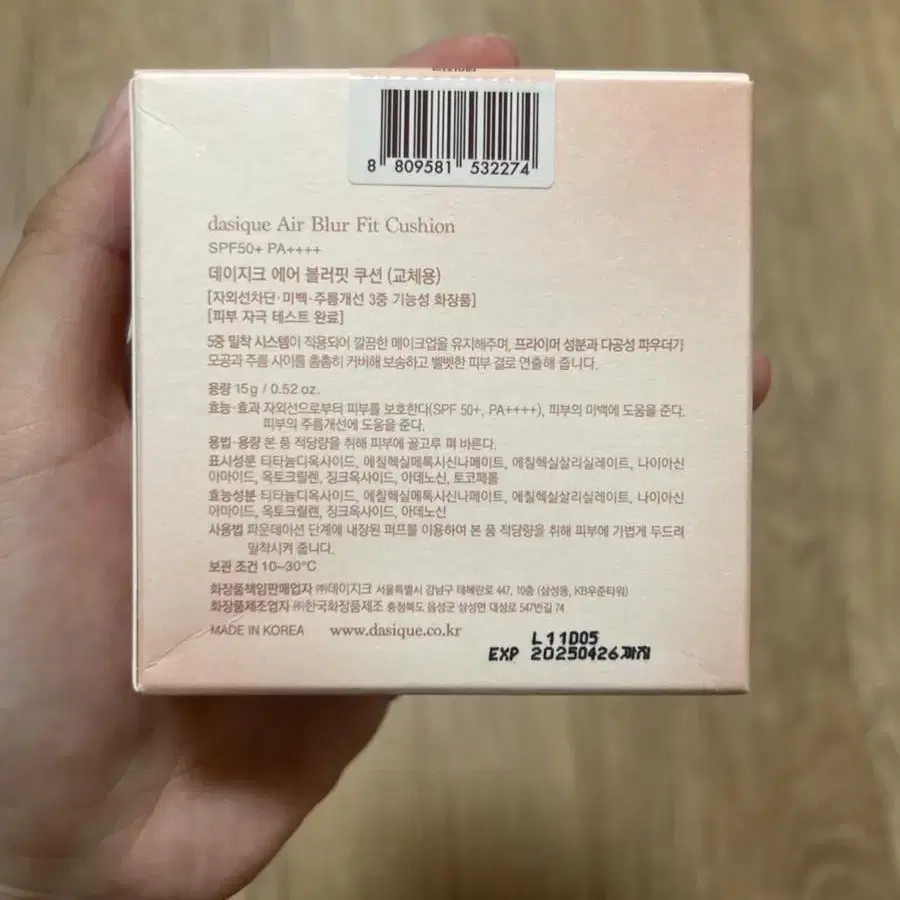 8 809581 532274
dasique Air Blur Fit Cushion
SPF50+ PA++++
데이지크 에어 블러핏 쿠션 (교체용)
[자외선차단·미백·주름개선 3중 기능성 화장품]
[피부 자극 테스트 완료]
5중 밀착 시스템이 적용되어 깔끔한 메이크업을 유지해주며, 프라이머 성분과 다공성 파우더가
모공과 주름 사이를 촘촘히 커버해 보송하고 벨벳한 피부 결로 연출해 줍니다.
용량 15g / 0.52 oz.
효능·효과 자외선으로부터 피부를 보호한다(SPF 50+, PA++++), 피부의 미백에 도움을 준다.
피부의 주름개선에 도움을 준다.
용법·용량 본 품 적당량을 취해 피부에 골고루 펴 바른다.
표시성분 티타늄디옥사이드, 에칠헥실메톡시신나메이트, 에칠헥실살리실레이트, 나이아신
아마이드, 옥토크릴렌, 징크옥사이드, 아데노신, 토코페롤
효능성분 티타늄디옥사이드, 에칠헥실메톡시신나메이트, 에칠헥실살리실레이트, 나이아신
아마이드, 옥토크릴렌, 징크옥사이드, 아데노신
사용법 파운데이션 단계에 내장된 퍼프를 이용하여 본 품 적당량을 취해 피부에 가볍게 두드려
밀착시켜 줍니다.
보관 조건 10~30°C
화장품책임판매업자 ㈜데이지크 서울특별시 강남구 테헤란로 447, 10층 (삼성동, KB우준타워)
화장품제조업자 ㈜한국화장품제조 충청북도 음성군 삼성면 대성로 547번길 74
MADE IN KOREA www.dasique.co.kr
L11D05
EXP 20250426까지